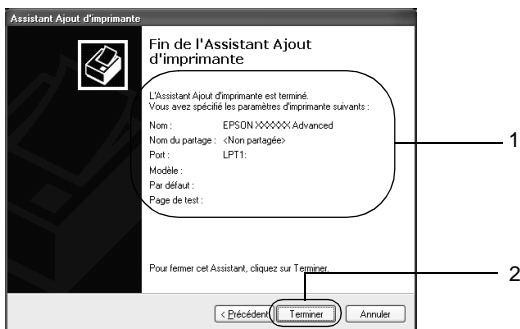 Assistant Ajout d'imprimante
Fin de l'Assistant Ajout
d'imprimante
L'Assistant Ajout d'imprimante est terminé.
Vous avez spécifié les paramètres d'imprimante suivants :
Nom : EPSON XXXXXX Advanced
Nom du partage : <Non partagée>
Port : LPT1:
Modèle :
Par défaut :
Page de test :
1
Pour fermer cet Assistant, cliquez sur Terminer.
2
< Précédent Terminer Annuler